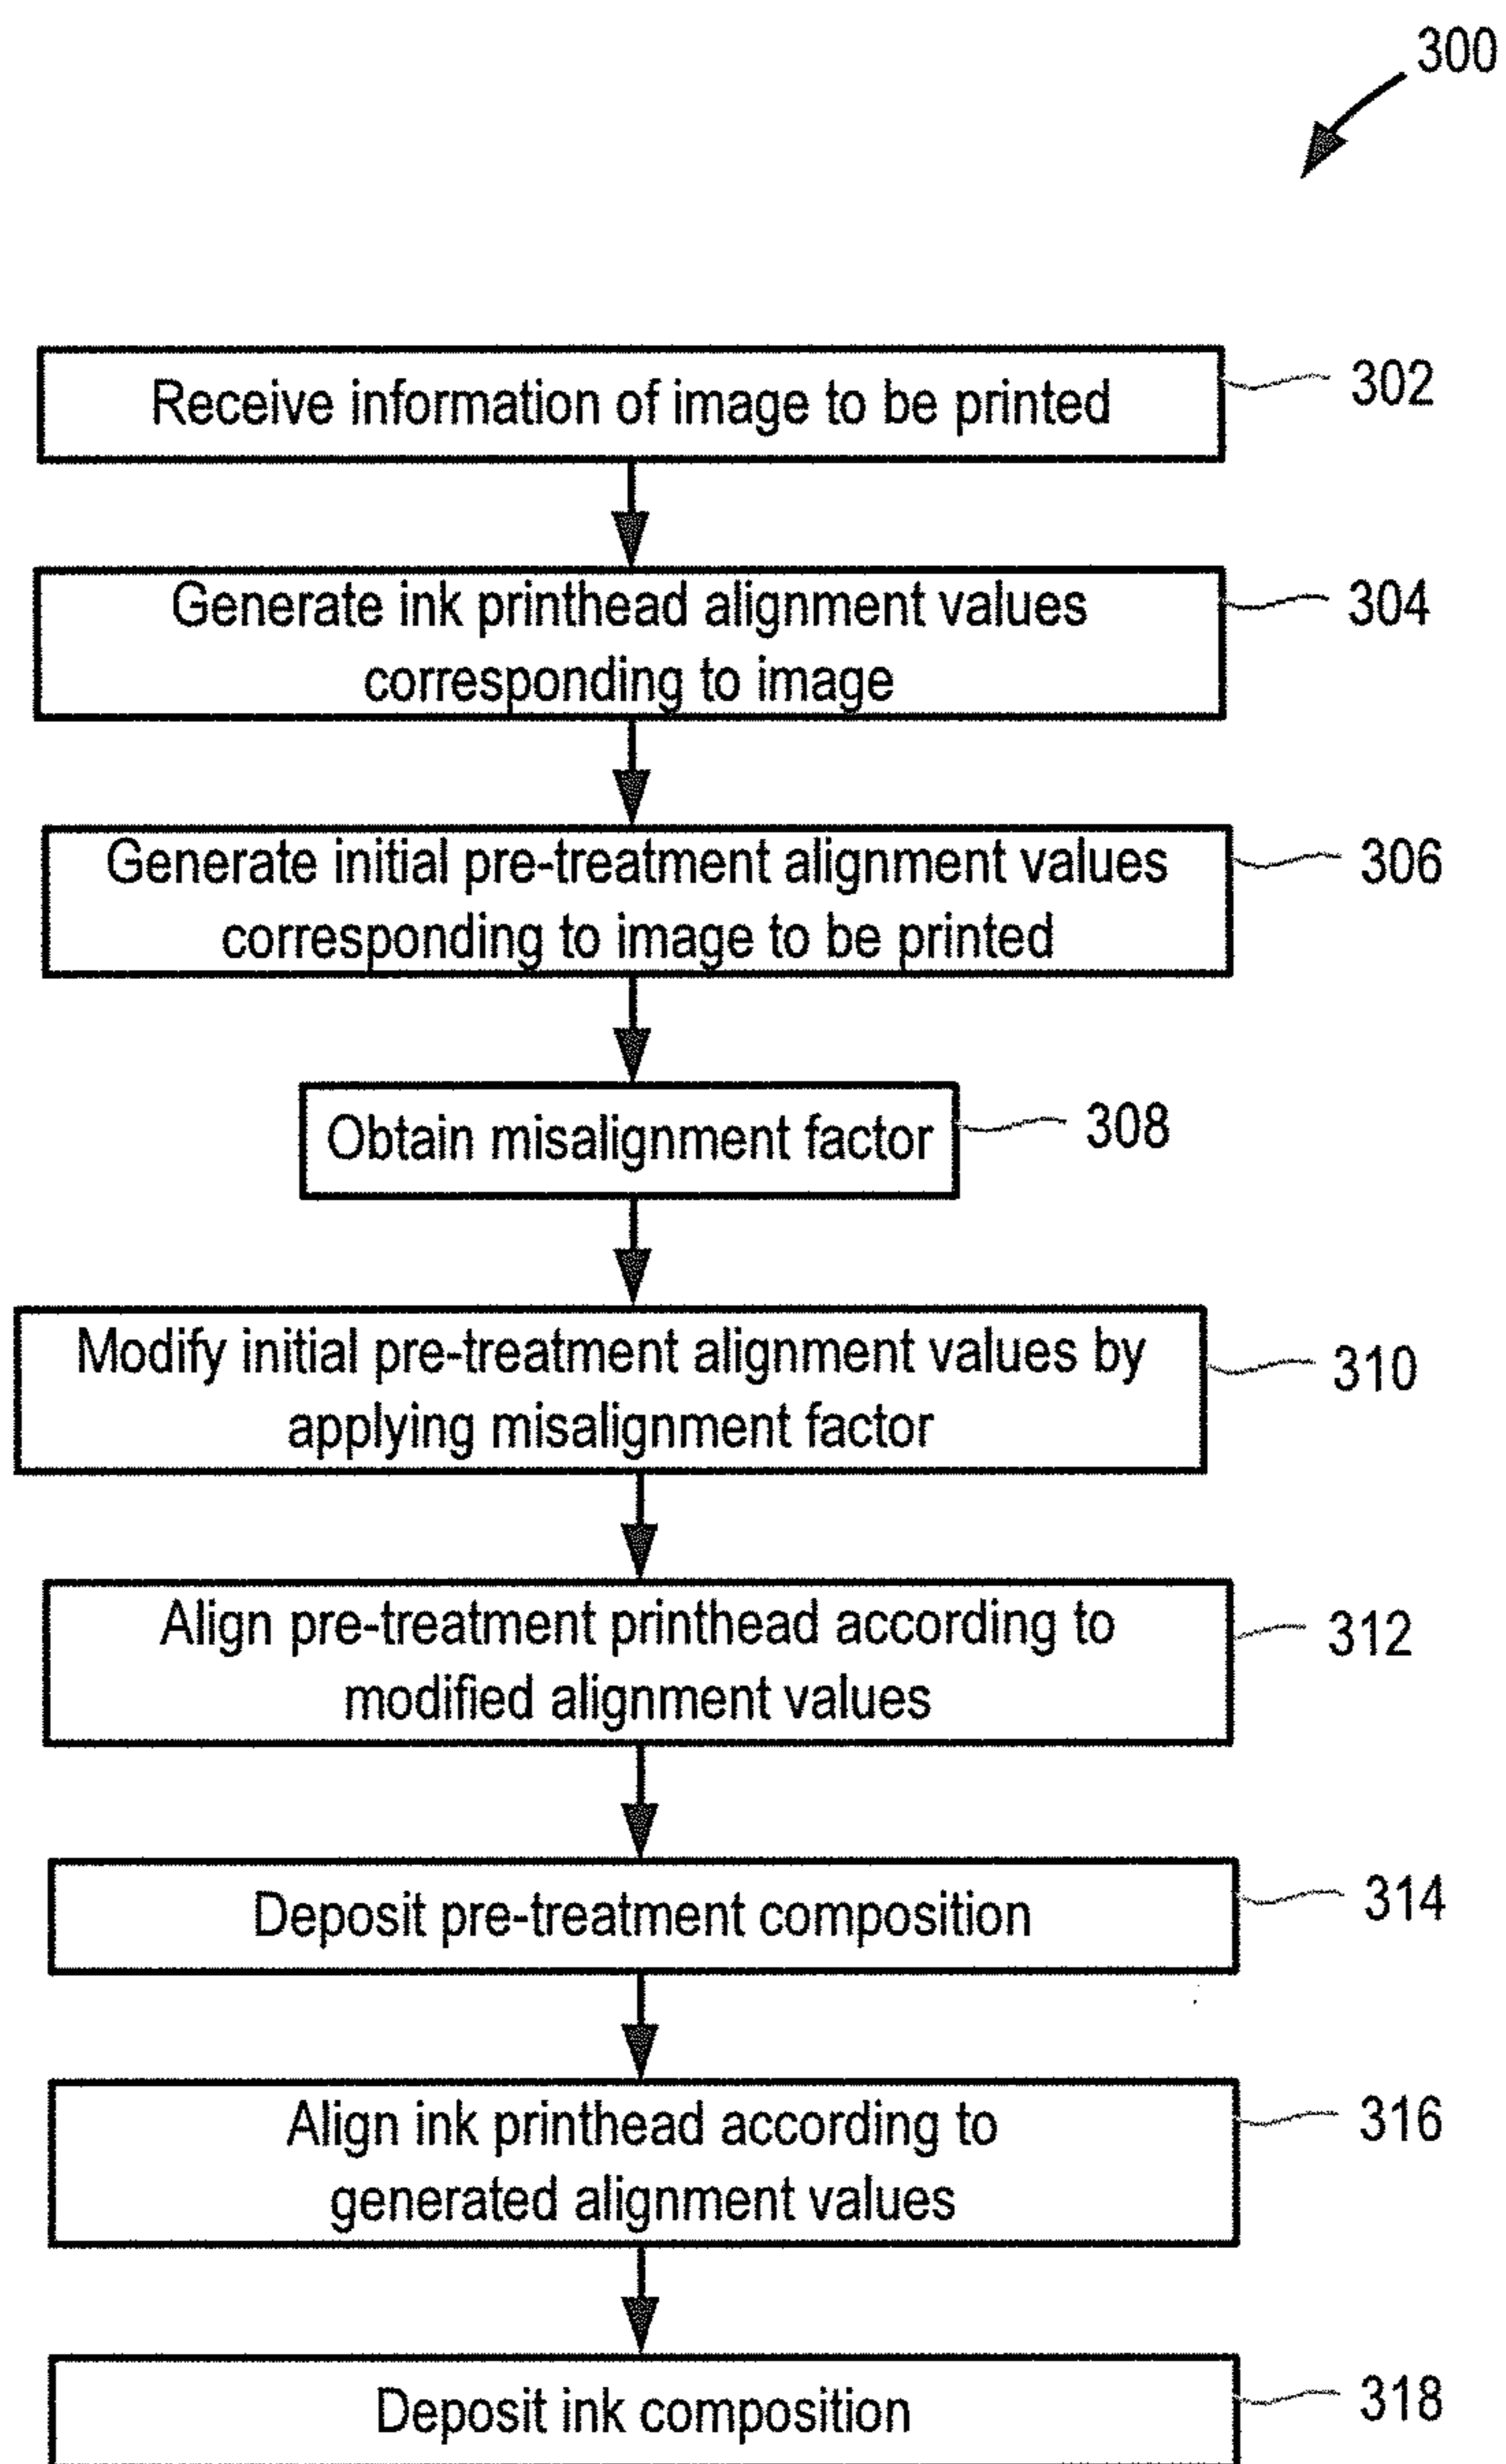 300
Receive information of image to be printed
302
Generate ink printhead alignment values
corresponding to image
304
Generate initial pre-treatment alignment values
corresponding to image to be printed
306
Obtain misalignment factor
308
Modify initial pre-treatment alignment values by
applying misalignment factor
310
Align pre-treatment printhead according to
modified alignment values
312
Deposit pre-treatment composition
314
Align ink printhead according to
generated alignment values
316
Deposit ink composition
318